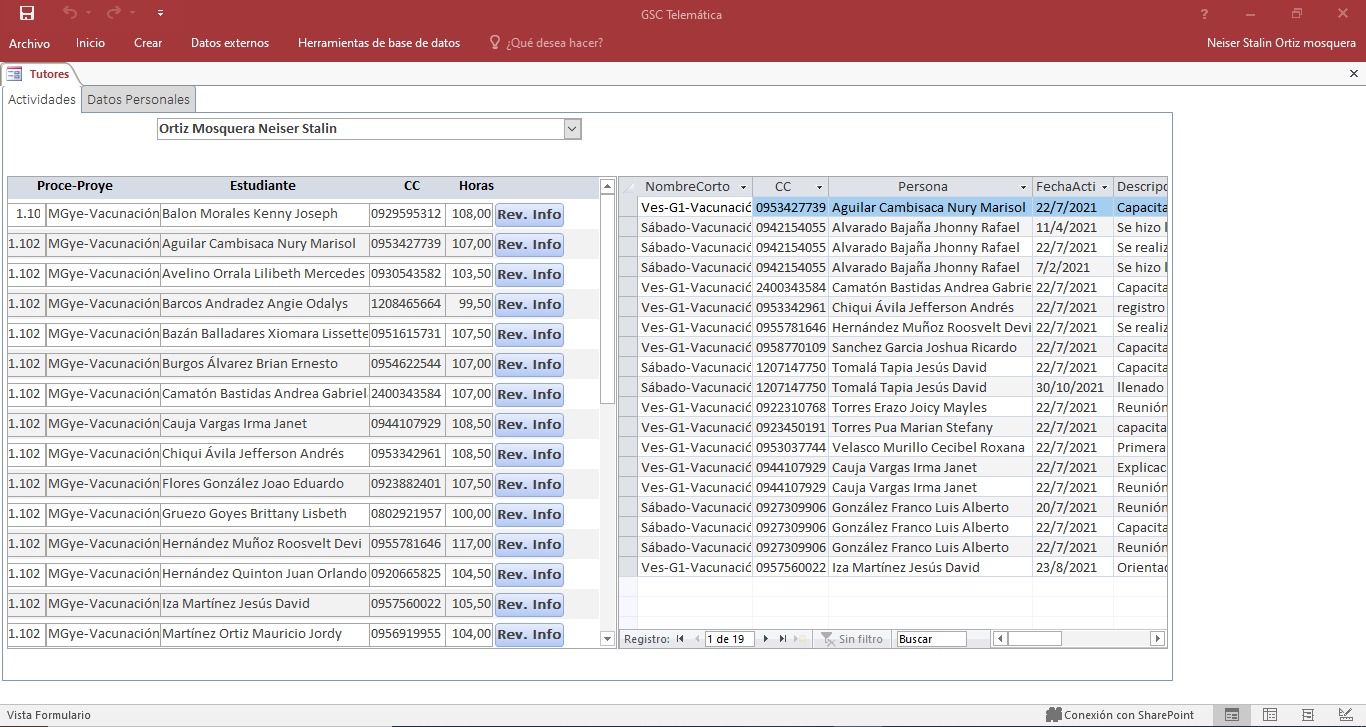 GSC Telemática
?
Archivo Inicio Crear Datos externos Herramientas de base de datos ¿Qué desea hacer? Neiser Stalin Ortiz mosquera
Tutores
Actividades Datos Personales
Ortiz Mosquera Neiser Stalin
Proce-Proye Estudiante CC Horas
1.10 MGye-Vacunación Balon Morales Kenny Joseph 0929595312 108,00 Rev. Info
1.102 MGye-Vacunación Aguilar Cambisaca Nury Marisol 0953427739 107,00 Rev. Info
1.102 MGye-Vacunación Avelino Orrala Lilibeth Mercedes 0930543582 103,50 Rev. Info
1.102 MGye-Vacunación Barcos Andradez Angie Odalys 1208465664 99,50 Rev. Info
1.102 MGye-Vacunación Bazán Balladares Xiomara Lissette 0951615731 107,50 Rev. Info
1.102 MGye-Vacunación Burgos Álvarez Brian Ernesto 0954622544 107,00 Rev. Info
1.102 MGye-Vacunación Camatón Bastidas Andrea Gabriel 2400343584 107,00 Rev. Info
1.102 MGye-Vacunación Cauja Vargas Irma Janet 0944107929 108,50 Rev. Info
1.102 MGye-Vacunación Chiqui Ávila Jefferson Andrés 0953342961 108,50 Rev. Info
1.102 MGye-Vacunación Flores González Joao Eduardo 0923882401 107,50 Rev. Info
1.102 MGye-Vacunación Gruezo Goyes Brittany Lisbeth 0802921957 100,00 Rev. Info
1.102 MGye-Vacunación Hernández Muñoz Roosvelt Devi 0955781646 117,00 Rev. Info
1.102 MGye-Vacunación Hernández Quinton Juan Orlando 0920665825 104,50 Rev. Info
1.102 MGye-Vacunación Iza Martínez Jesús David 0957560022 105,50 Rev. Info
1.102 MGye-Vacunación Martínez Ortiz Mauricio Jordy 0956919955 104,00 Rev. Info
NombreCorto CC Persona FechaActi Descripc
Ves-G1-Vacunació 0953427739 Aguilar Cambisaca Nury Marisol 22/7/2021 Capacita
Sábado-Vacunació 0942154055 Alvarado Bajaña Jhonny Rafael 11/4/2021 Se hizo l
Sábado-Vacunació 0942154055 Alvarado Bajaña Jhonny Rafael 22/7/2021 Se realiz
Sábado-Vacunació 0942154055 Alvarado Bajaña Jhonny Rafael 7/2/2021 Se hizo l
Ves-G1-Vacunació 2400343584 Camatón Bastidas Andrea Gabrie 22/7/2021 Capacita
Ves-G1-Vacunació 0953342961 Chiqui Ávila Jefferson Andrés 22/7/2021 registro
Ves-G1-Vacunació 0955781646 Hernández Muñoz Roosvelt Devi 22/7/2021 Se realiz
Ves-G1-Vacunació 0958770109 Sanchez Garcia Joshua Ricardo 22/7/2021 Capacita
Sábado-Vacunació 1207147750 Tomalá Tapia Jesús David 22/7/2021 Capacita
Sábado-Vacunació 1207147750 Tomalá Tapia Jesús David 30/10/2021 llenado
Ves-G1-Vacunació 0922310768 Torres Erazo Joicy Mayles 22/7/2021 Reunión
Ves-G1-Vacunació 0923450191 Torres Pua Marian Stefany 22/7/2021 capacita
Ves-G1-Vacunació 0953037744 Velasco Murillo Cecibel Roxana 22/7/2021 Primera
Ves-G1-Vacunació 0944107929 Cauja Vargas Irma Janet 22/7/2021 Explicac
Ves-G1-Vacunació 0944107929 Cauja Vargas Irma Janet 22/7/2021 Reunión
Sábado-Vacunació 0927309906 González Franco Luis Alberto 20/7/2021 Reunión
Sábado-Vacunació 0927309906 González Franco Luis Alberto 22/7/2021 Capacita
Sábado-Vacunació 0927309906 González Franco Luis Alberto 22/7/2021 Reunión
Ves-G1-Vacunació 0957560022 Iza Martínez Jesús David 23/8/2021 Orientac
Registro: 1 de 19 Sin filtro Buscar
Vista Formulario Conexión con SharePoint